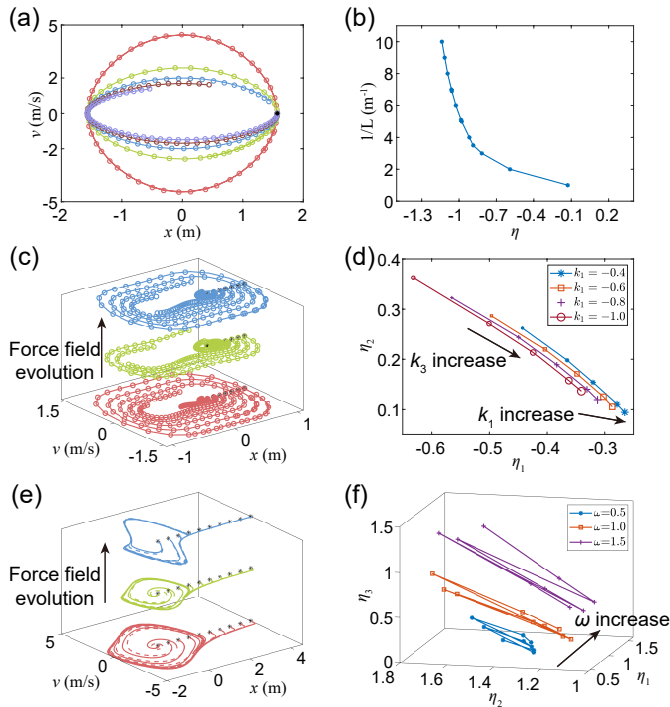 (a)
5
2
0
-2
-5
v (m/s)
-2
-1
0
1
2
x (m)
(b)
12
10
8
6
4
2
0
1/L (m⁻¹)
-1.3
-1
-0.6
-0.2
0.2
η
(c)
Force field
evolution
1.5
0
-1.5
v (m/s)
-1
0
1
x (m)
(d)
0.4
0.3
0.2
0.1
η₂
k₁ = −0.4
k₁ = −0.6
k₁ = −0.8
k₁ = −1.0
k₃ increase
k₁ increase
-0.6
-0.5
-0.4
-0.3
η₁
(e)
Force field
evolution
5
0
-5
v (m/s)
-2
0
2
4
x (m)
(f)
1.5
1
0.5
0
η₃
ω=0.5
ω=1.0
ω=1.5
ω increase
1.8
1.6
1.4
1.2
1
η₂
0.5
1
1.5
η₁